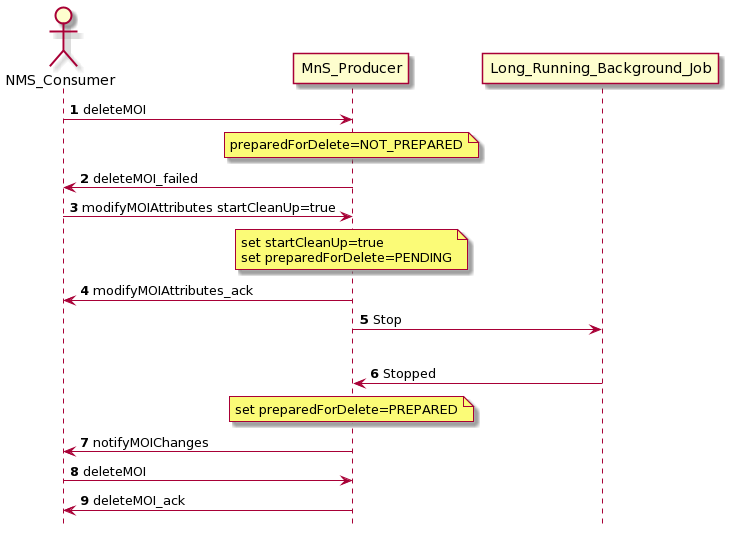 NMS_Consumer
MnS_Producer
Long_Running_Background_Job
1 deleteMOI
preparedForDelete=NOT_PREPARED
2 deleteMOI_failed
3 modifyMOIAttributes startCleanUp=true
set startCleanUp=true
set preparedForDelete=PENDING
4 modifyMOIAttributes_ack
5 Stop
6 Stopped
set preparedForDelete=PREPARED
7 notifyMOIChanges
8 deleteMOI
9 deleteMOI_ack